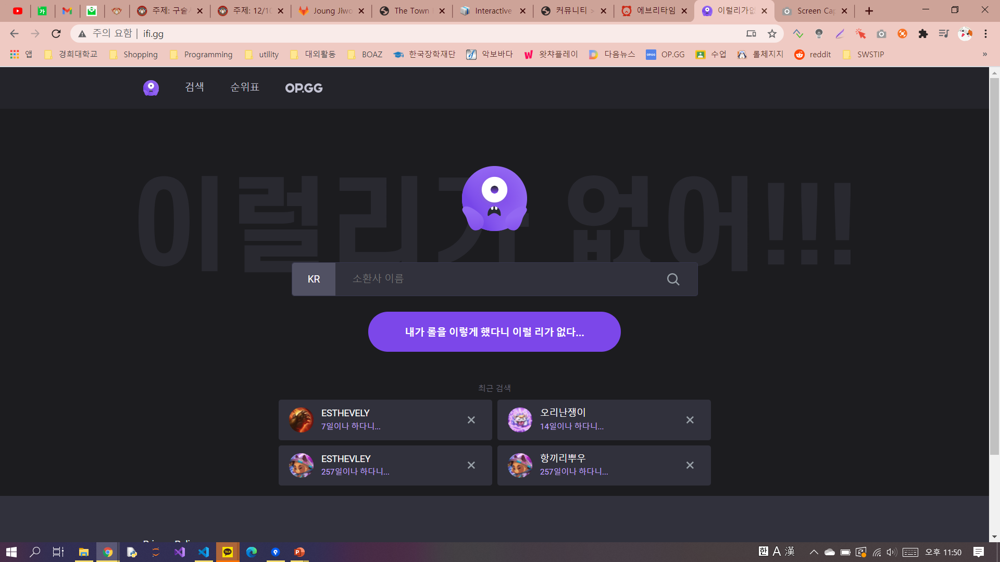 주제: 구술
주제: 12/10
Joung Jiwo
The Town
Interactive
커뮤니티 >
에브리타임
이럴리가없
Screen Cap
주의 요함 | ifi.gg
앱
경희대학교
Shopping
Programming
utility
대외활동
BOAZ
한국장학재단
악보바다
왓챠플레이
다음뉴스
OP.GG
수업
롤체지지
reddit
SWSTIP
»
검색
순위표
OP.GG
이럴리가 없어!!!
KR
소환사 이름
내가 롤을 이렇게 했다니 이럴 리가 없다...
최근 검색
ESTHEVELY
7일이나 하다니...
오리난쟁이
14일이나 하다니...
ESTHEVLEY
257일이나 하다니...
항끼리뿌우
257일이나 하다니...
한 A 漢
오후 11:50